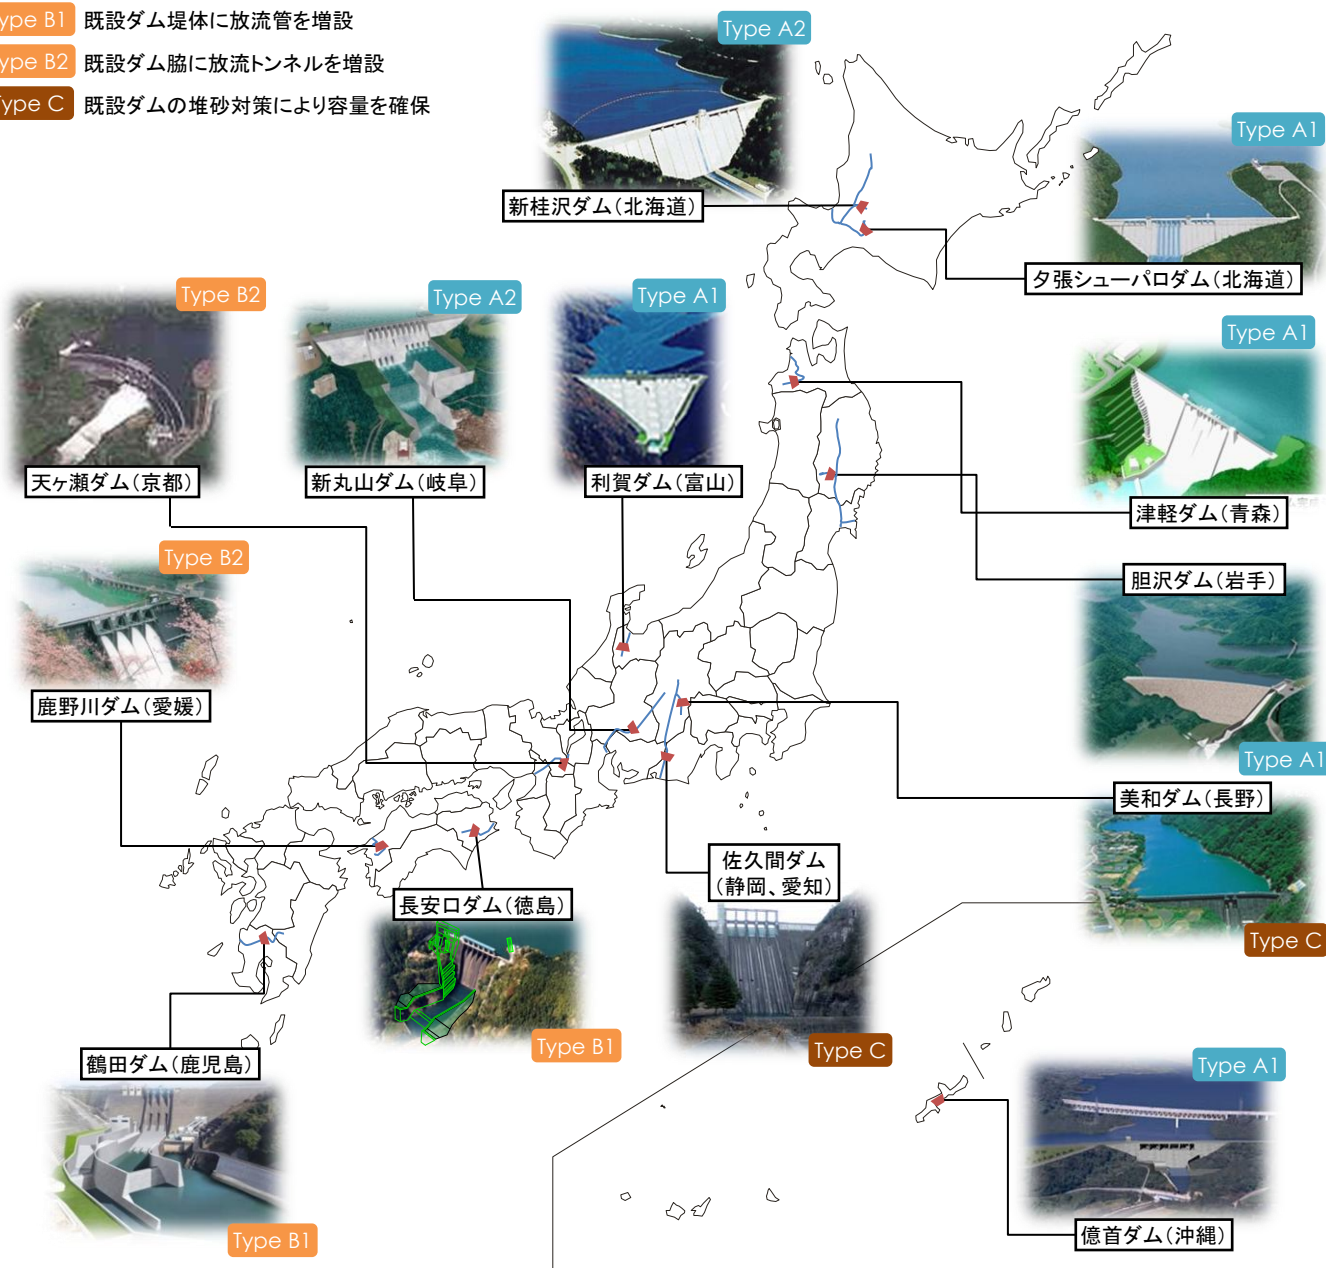 Type B1 既設ダム堤体に放流管を増設
Type B2 既設ダム脇に放流トンネルを増設
Type C 既設ダムの堆砂対策により容量を確保
Type A2
新桂沢ダム(北海道)
Type A1
夕張シューパロダム(北海道)
Type B2
天ヶ瀬ダム(京都)
Type A2
新丸山ダム(岐阜)
Type A1
利賀ダム(富山)
Type A1
津軽ダム(青森)
胆沢ダム(岩手)
Type A1
Type B2
鹿野川ダム(愛媛)
美和ダム(長野)
Type C
佐久間ダム
(静岡、愛知)
Type C
長安口ダム(徳島)
Type B1
鶴田ダム(鹿児島)
Type B1
Type A1
億首ダム(沖縄)